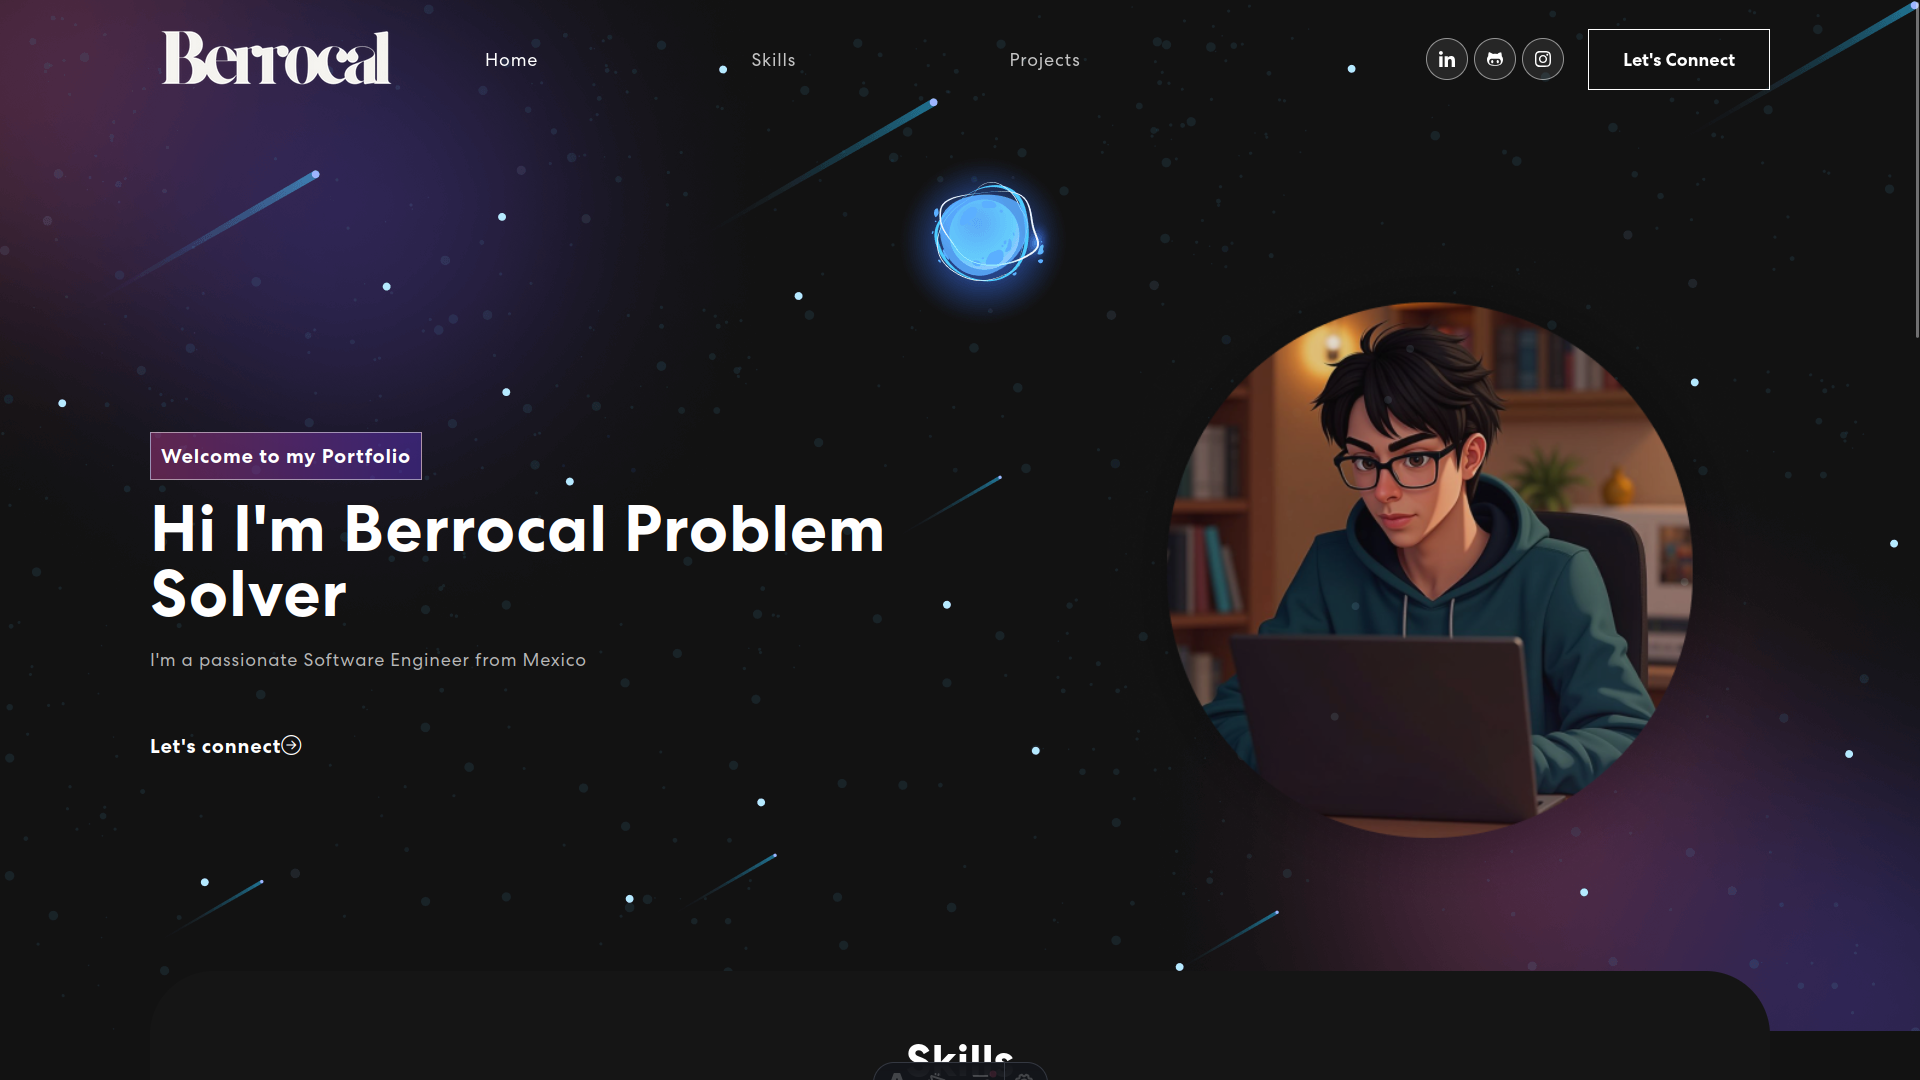 Berrocal
Home
Skills
Projects
Let's Connect
Welcome to my Portfolio
Hi I'm Berrocal Problem
Solver
I'm a passionate Software Engineer from Mexico
Let's connect
Skills